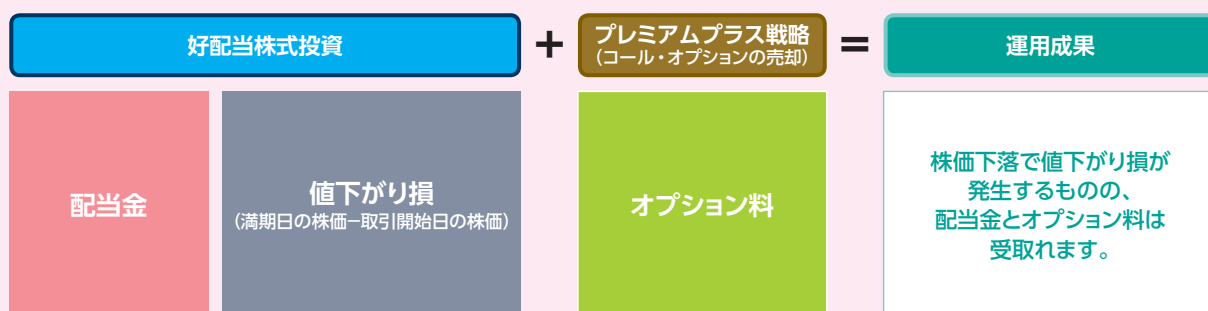 好配当株式投資
+
プレミアムプラス戦略
(コール・オプションの売却)
=
運用成果
配当金
値下がり損
(満期日の株価−取引開始日の株価)
オプション料
株価下落で値下がり損が
発生するものの、
配当金とオプション料は
受取れます。